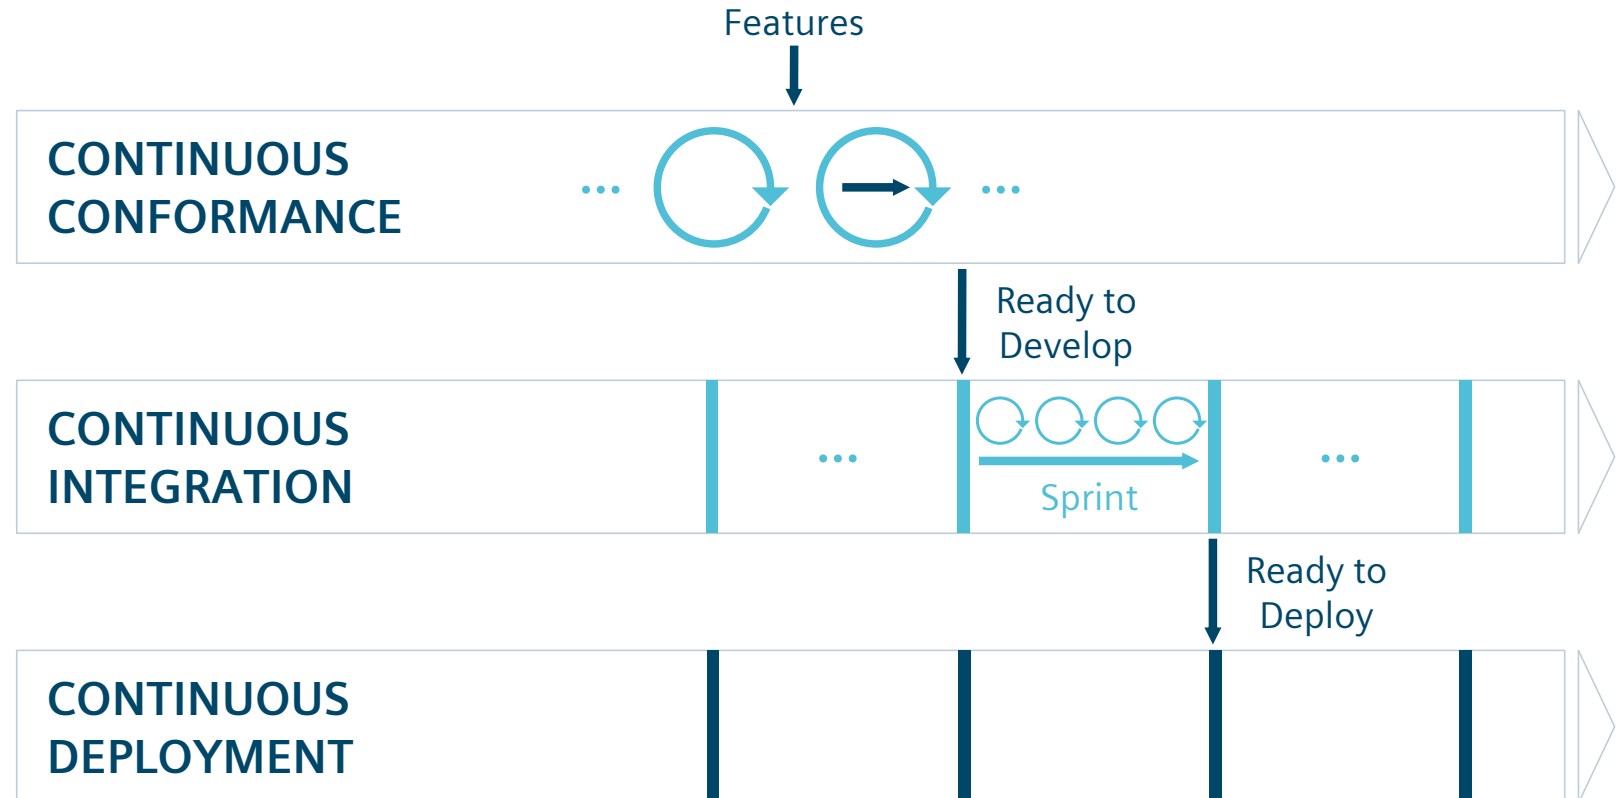 Features
CONTINUOUS
CONFORMANCE
...
...
Ready to
Develop
CONTINUOUS
INTEGRATION
...
Sprint
...
Ready to
Deploy
CONTINUOUS
DEPLOYMENT